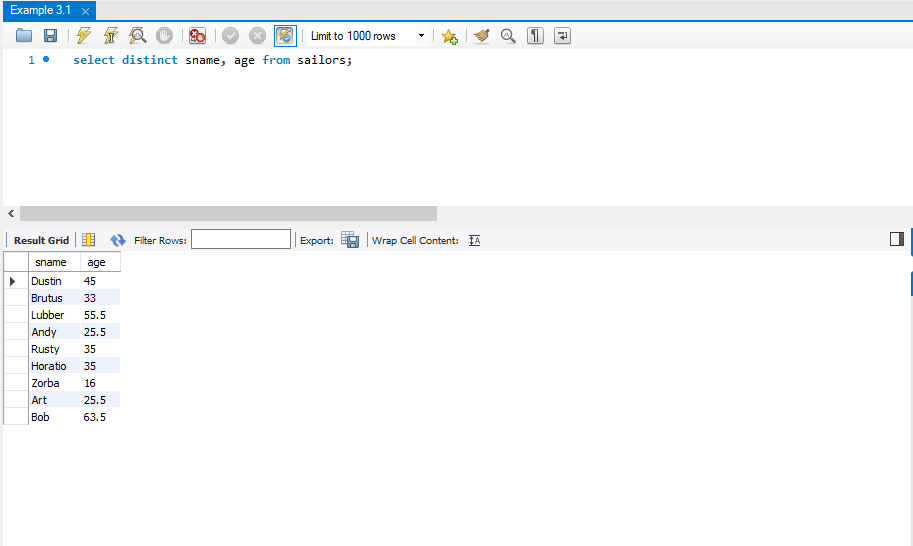 Example 3.1
Limit to 1000 rows
1 select distinct sname, age from sailors;
Result Grid Filter Rows: Export: Wrap Cell Content:
sname age
Dustin 45
Brutus 33
Lubber 55.5
Andy 25.5
Rusty 35
Horatio 35
Zorba 16
Art 25.5
Bob 63.5